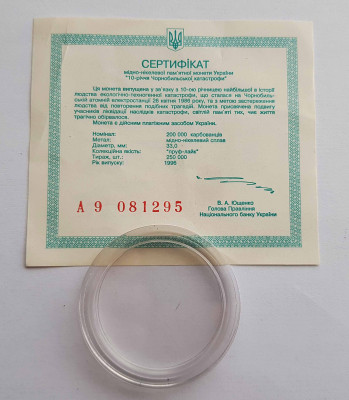 СЕРТИФІКАТ
мідно-нікелевої пам'ятної монети України
"10-річчя Чорнобильської катастрофи"
Ця монета випущена у зв'язку з 10-ою річницею найбільшої в історії
людства екологічно-техногенної катастрофи, що сталася на Чорнобиль-
ській атомній електростанції 26 квітня 1986 року, та з метою застереження
людства від повторення подібних трагедій. Монета присвячена подвигу
учасників ліквідації наслідків катастрофи, світлій пам'яті тих, чиє життя
трагічно обірвалося.
Монета є дійсним платіжним засобом України.
Номінал: 200 000 карбованців
Метал: мідно-нікелевий сплав
Діаметр, мм: 33,0
Колекційна якість: "пруф-лайк"
Тираж, шт.: 250 000
Рік випуску: 1996
В. А. Ющенко
Голова Правління
Національного банку України
А 9 081295